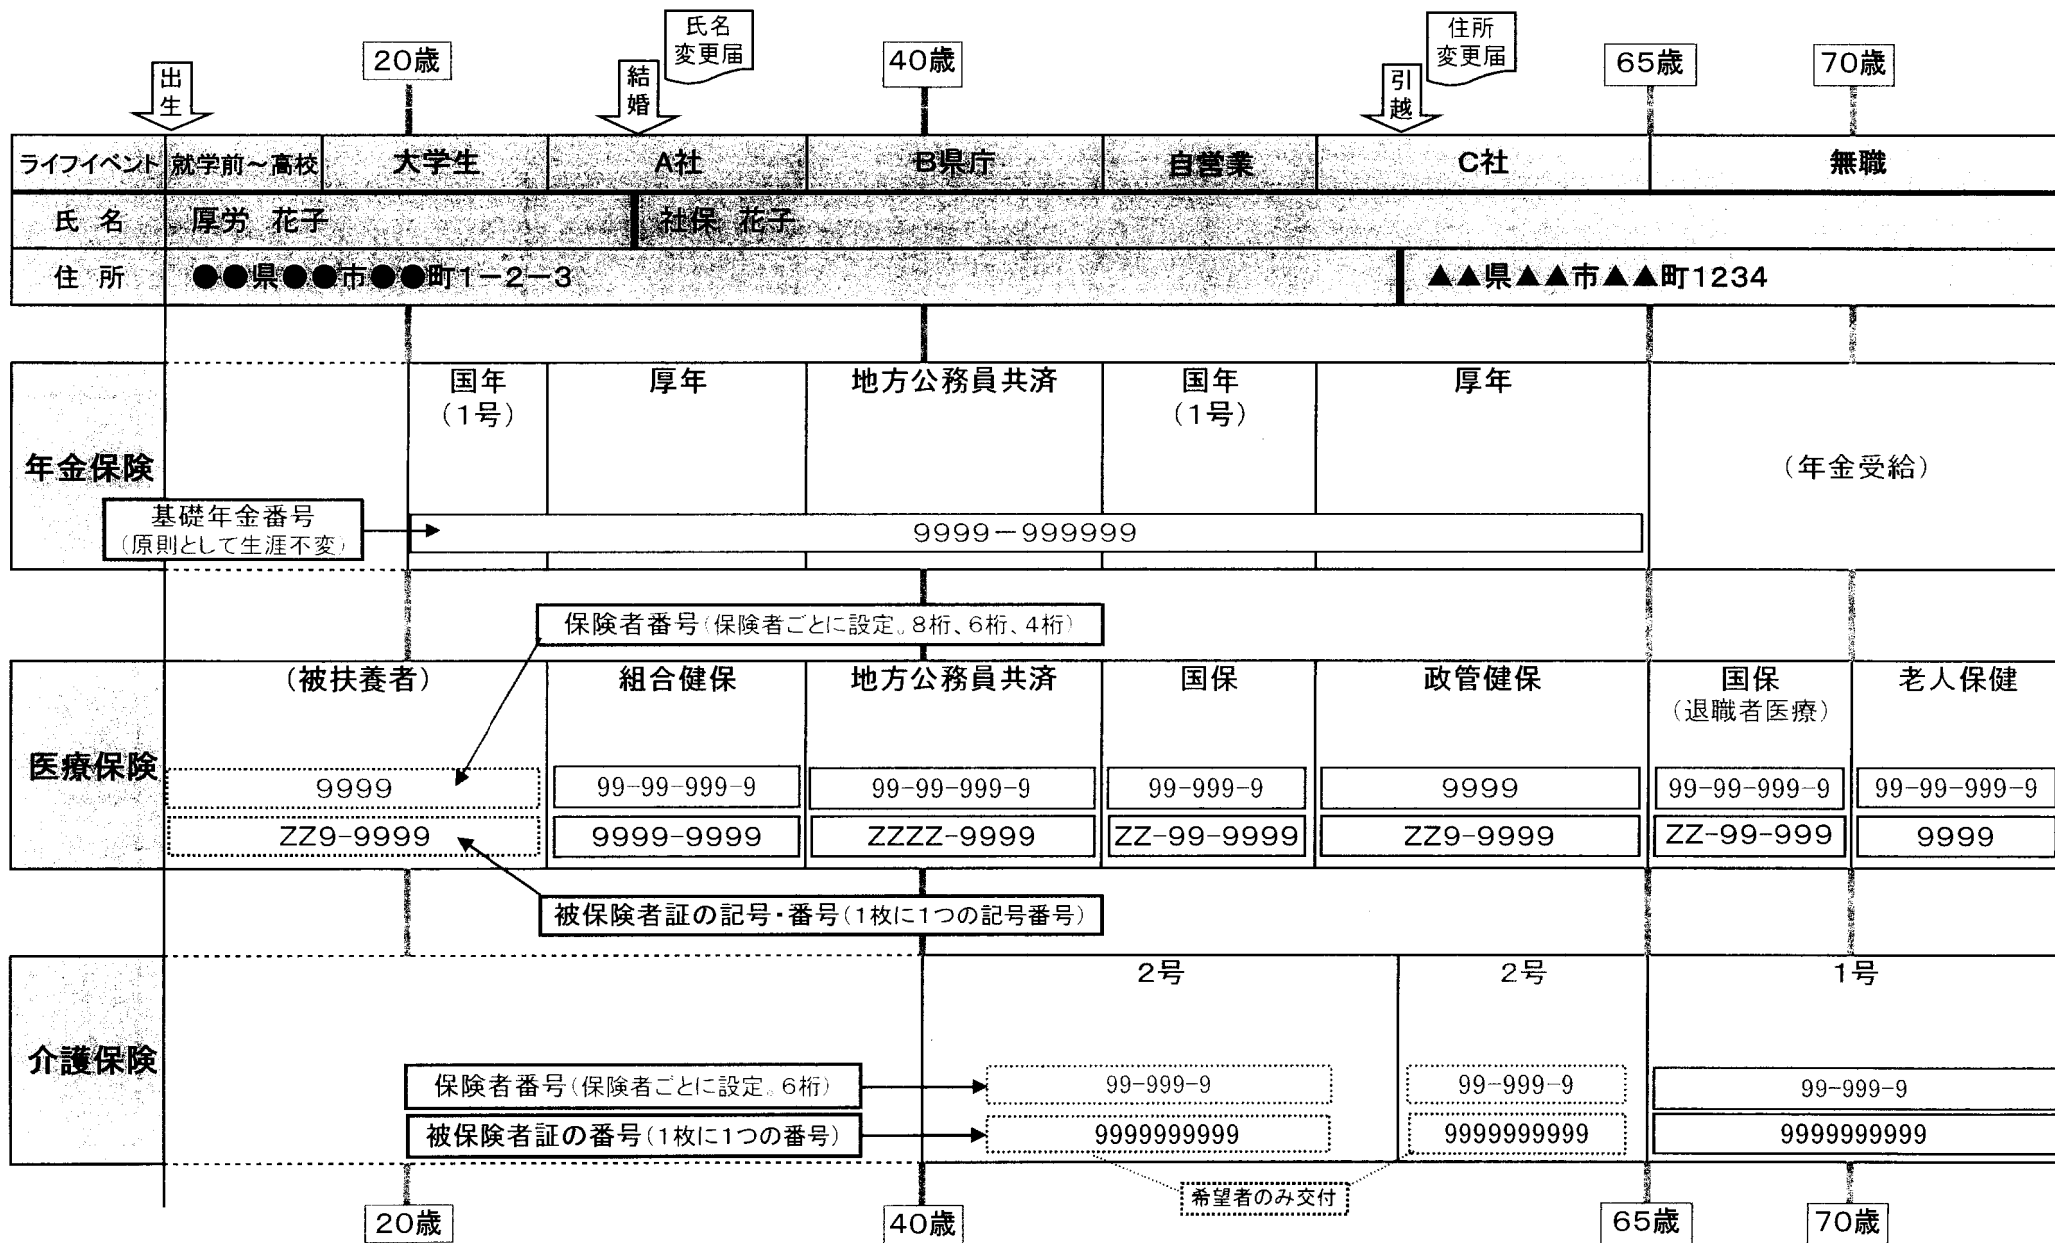 氏名
変更届
住所
変更届
20歳
40歳
65歳
70歳
出生
結婚
引越
ライフイベント 就学前～高校 大学生 A社 B県庁 自営業 C社 無職
氏 名 厚労 花子 社保 花子
住 所 ●●県●●市●●町1－2－3 ▲▲県▲▲市▲▲町1234
年金保険
国年
(1号)
厚年
地方公務員共済
国年
(1号)
厚年
(年金受給)
基礎年金番号
(原則として生涯不変)
9999－999999
保険者番号(保険者ごとに設定。8桁、6桁、4桁)
医療保険
(被扶養者) 組合健保 地方公務員共済 国保 政管健保 国保 老人保健
(退職者医療)
9999 99-99-999-9 99-99-999-9 99-999-9 9999 99-99-999-9 99-99-999-9
ZZ9-9999 9999-9999 ZZZZ-9999 ZZ-99-9999 ZZ9-9999 ZZ-99-999 9999
被保険者証の記号・番号(1枚に1つの記号番号)
介護保険
2号 2号 1号
保険者番号(保険者ごとに設定。6桁) 99-999-9 99-999-9 99-999-9
被保険者証の番号(1枚に1つの番号) 9999999999 9999999999 9999999999
希望者のみ交付
20歳
40歳
65歳
70歳